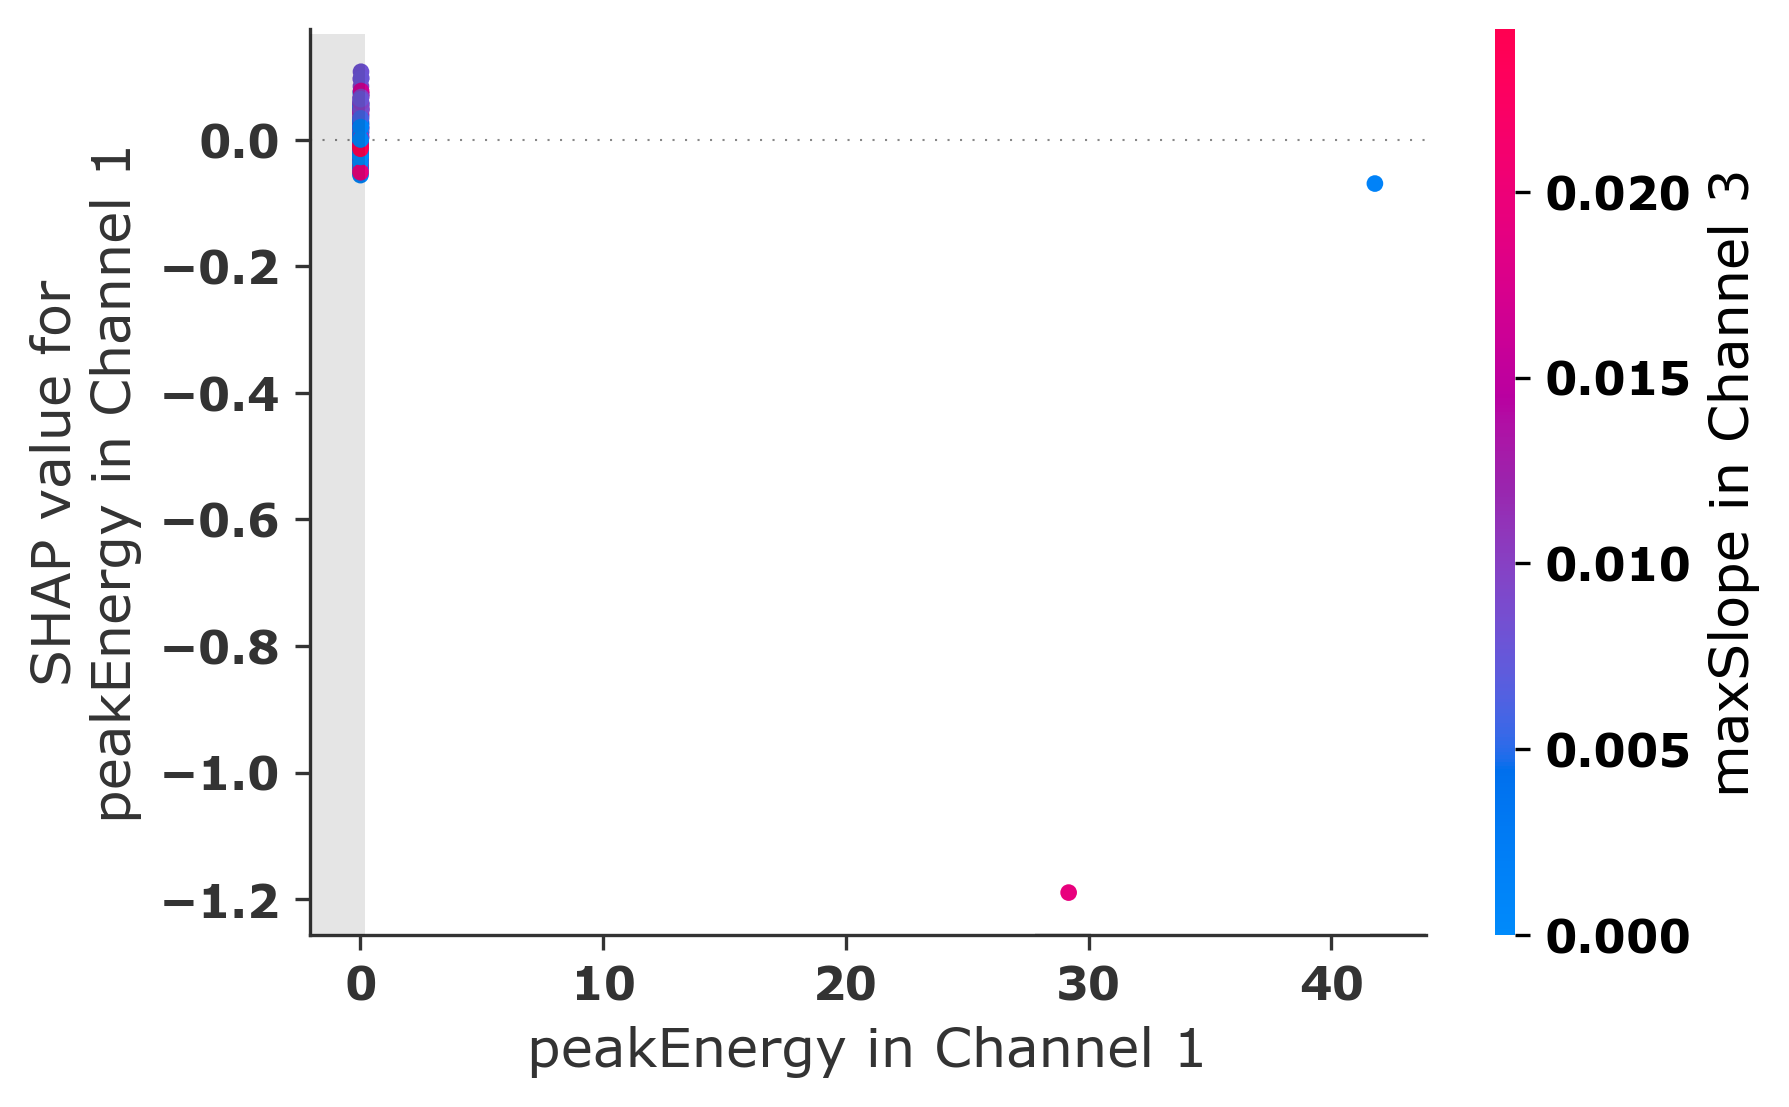 SHAP value for
peakEnergy in Channel 1
0.0
−0.2
−0.4
−0.6
−0.8
−1.0
−1.2
0 10 20 30 40
peakEnergy in Channel 1
0.020
0.015
0.010
0.005
0.000
maxSlope in Channel 3